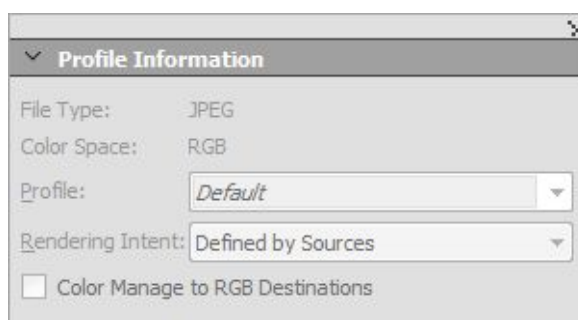 Profile Information
File Type: JPEG
Color Space: RGB
Profile: Default
Rendering Intent: Defined by Sources
Color Manage to RGB Destinations